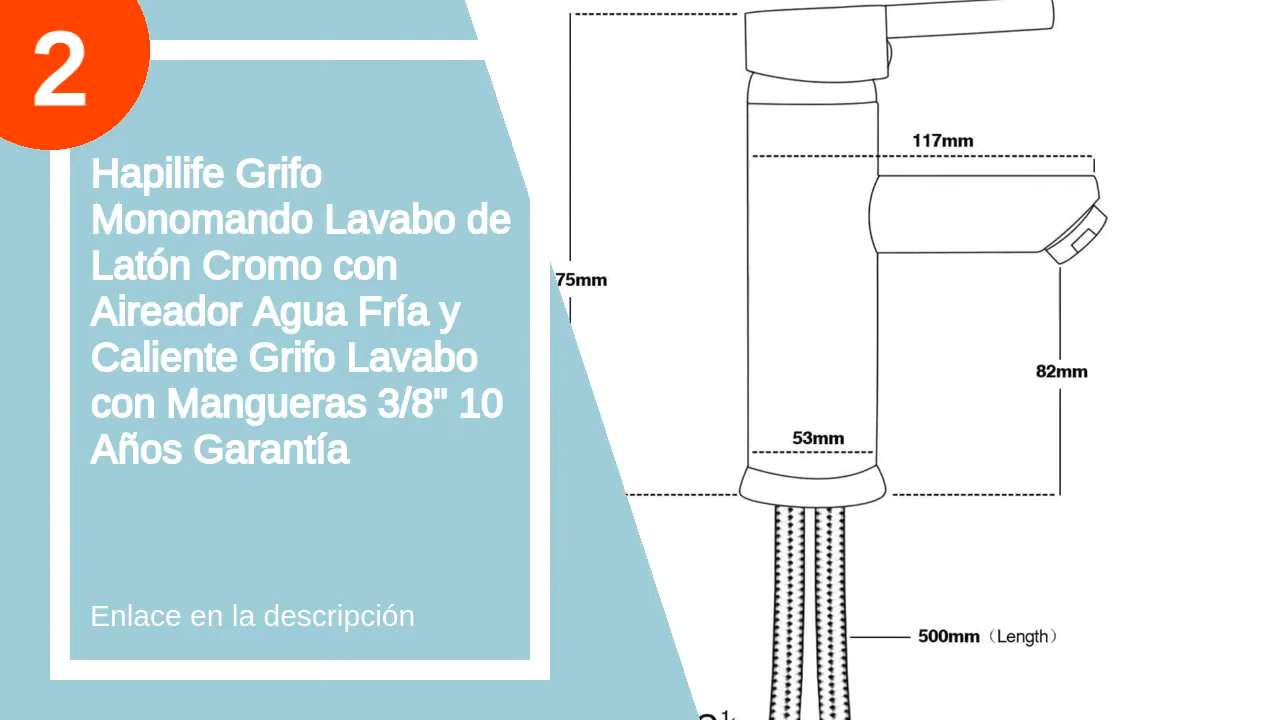 2
Hapilife Grifo
Monomando Lavabo de
Latón Cromo con
Aireador Agua Fría y
Caliente Grifo Lavabo
con Mangueras 3/8" 10
Años Garantía
Enlace en la descripción
117mm
75mm
82mm
53mm
500mm（Length）